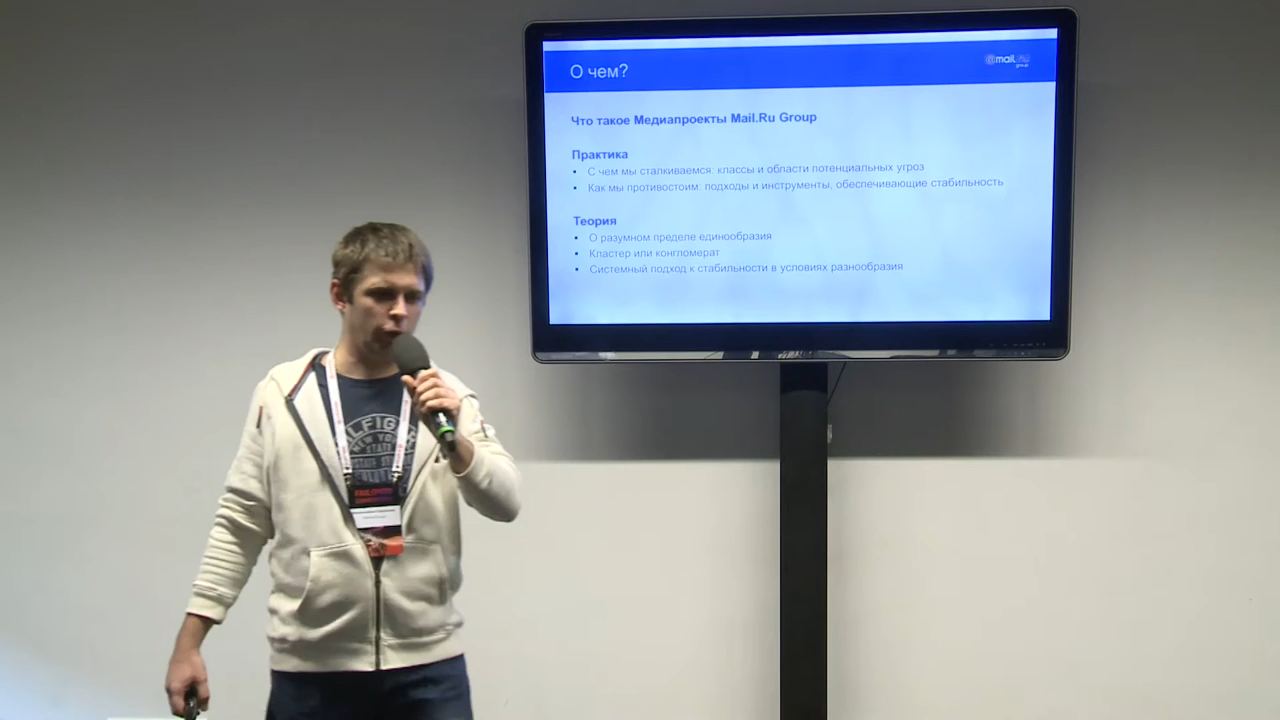 О чем?
@mail.ru
group
Что такое Медиапроекты Mail.Ru Group
Практика
С чем мы сталкиваемся: классы и области потенциальных угроз
Как мы противостоим: подходы и инструменты, обеспечивающие стабильность
Теория
О разумном пределе единообразия
Кластер или конгломерат
Системный подход к стабильности в условиях разнообразия
NEW YORK
STATE